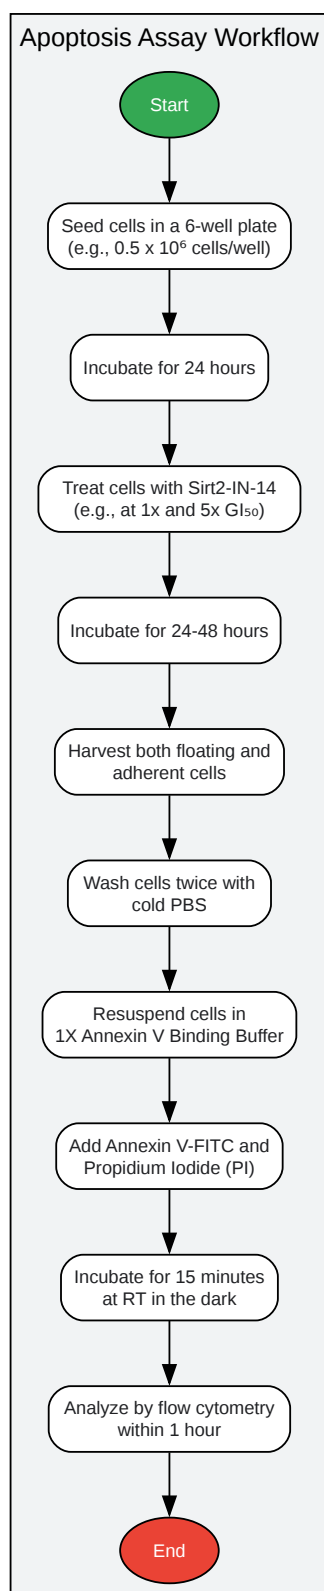 Apoptosis Assay Workflow
Start
Seed cells in a 6-well plate
(e.g., 0.5 x 10⁶ cells/well)
Incubate for 24 hours
Treat cells with Sirt2-IN-14
(e.g., at 1x and 5x GI₅₀)
Incubate for 24-48 hours
Harvest both floating and
adherent cells
Wash cells twice with
cold PBS
Resuspend cells in
1X Annexin V Binding Buffer
Add Annexin V-FITC and
Propidium Iodide (PI)
Incubate for 15 minutes
at RT in the dark
Analyze by flow cytometry
within 1 hour
End